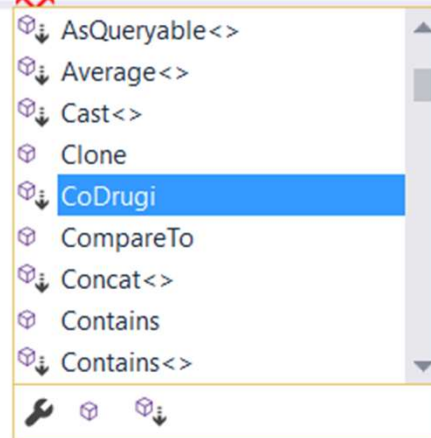 AsQueryable<>
Average<>
Cast<>
Clone
CoDrugi
CompareTo
Concat<>
Contains
Contains<>